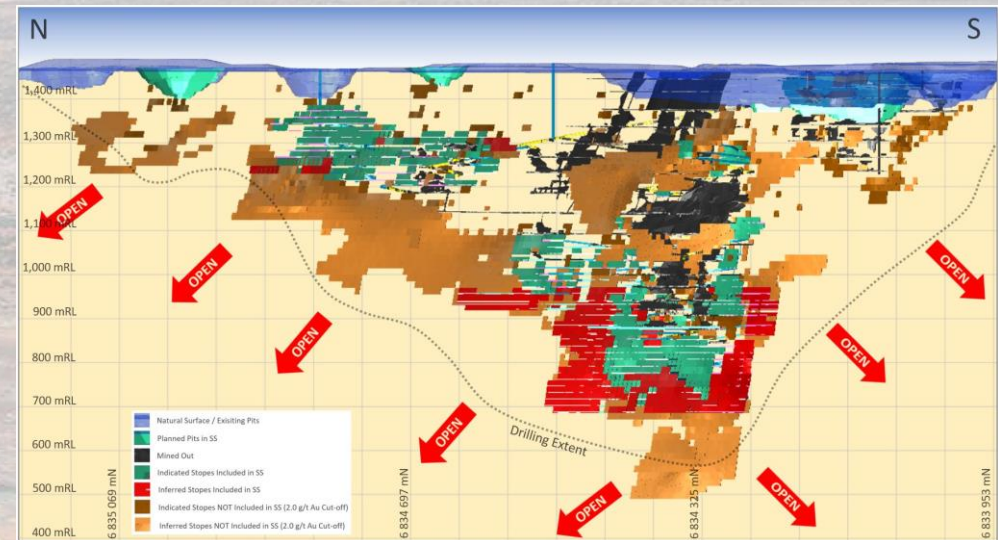 N
S
1,400 mRL
1,300 mRL
1,200 mRL
1,100 mRL
1,000 mRL
900 mRL
800 mRL
700 mRL
600 mRL
500 mRL
400 mRL
OPEN
OPEN
OPEN
OPEN
OPEN
OPEN
OPEN
OPEN
Drilling Extent
Natural Surface / Exisiting Pits
Planned Pits in SS
Mined Out
Indicated Stopes Included in SS
Inferred Stopes Included in SS
Indicated Stopes NOT Included in SS (2.0 g/t Au Cut-off)
Inferred Stopes NOT Included in SS (2.0 g/t Au Cut-off)
6 835 069 mN
6 834 697 mN
6 834 325 mN
6 833 953 mN